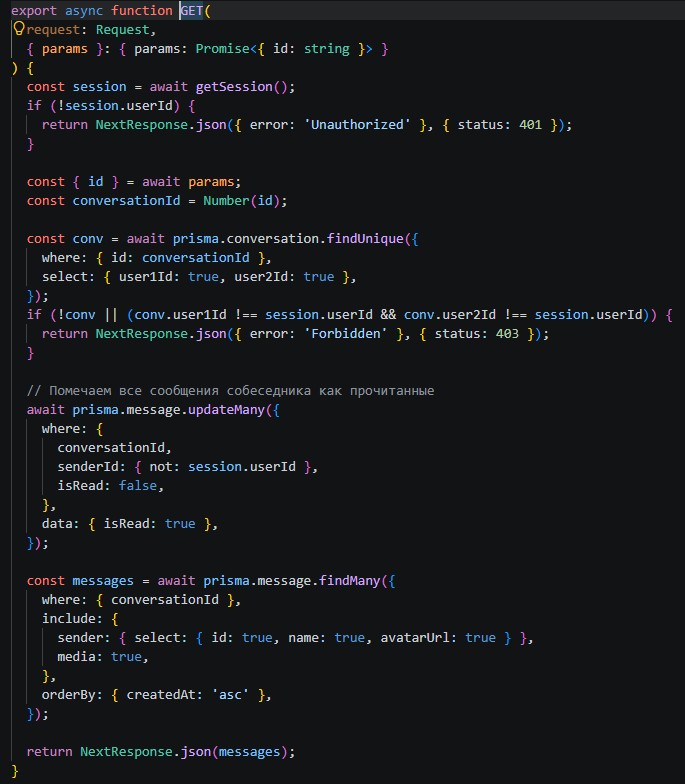 export async function GET(
request: Request,
{ params }: { params: Promise<{ id: string }> }
) {
const session = await getSession();
if (!session.userId) {
return NextResponse.json({ error: 'Unauthorized' }, { status: 401 });
}
const { id } = await params;
const conversationId = Number(id);
const conv = await prisma.conversation.findUnique({
where: { id: conversationId },
select: { user1Id: true, user2Id: true },
});
if (!conv || (conv.user1Id !== session.userId && conv.user2Id !== session.userId)) {
return NextResponse.json({ error: 'Forbidden' }, { status: 403 });
}
// Помечаем все сообщения собеседника как прочитанные
await prisma.message.updateMany({
where: {
conversationId,
senderId: { not: session.userId },
isRead: false,
},
data: { isRead: true },
});
const messages = await prisma.message.findMany({
where: { conversationId },
include: {
sender: { select: { id: true, name: true, avatarUrl: true } },
media: true,
},
orderBy: { createdAt: 'asc' },
});
return NextResponse.json(messages);
}